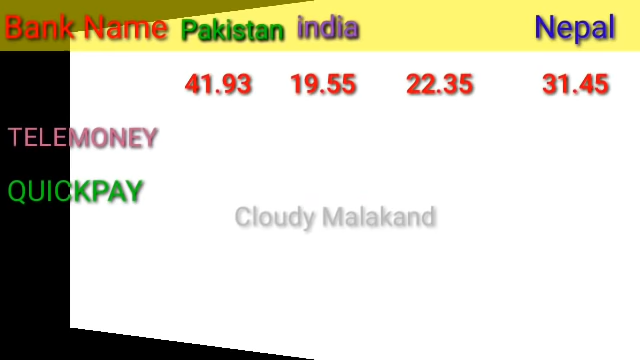 Bank Name Pakistan india Nepal
41.93 19.55 22.35 31.45
TELEMONEY
QUICKPAY
Cloudy Malakand